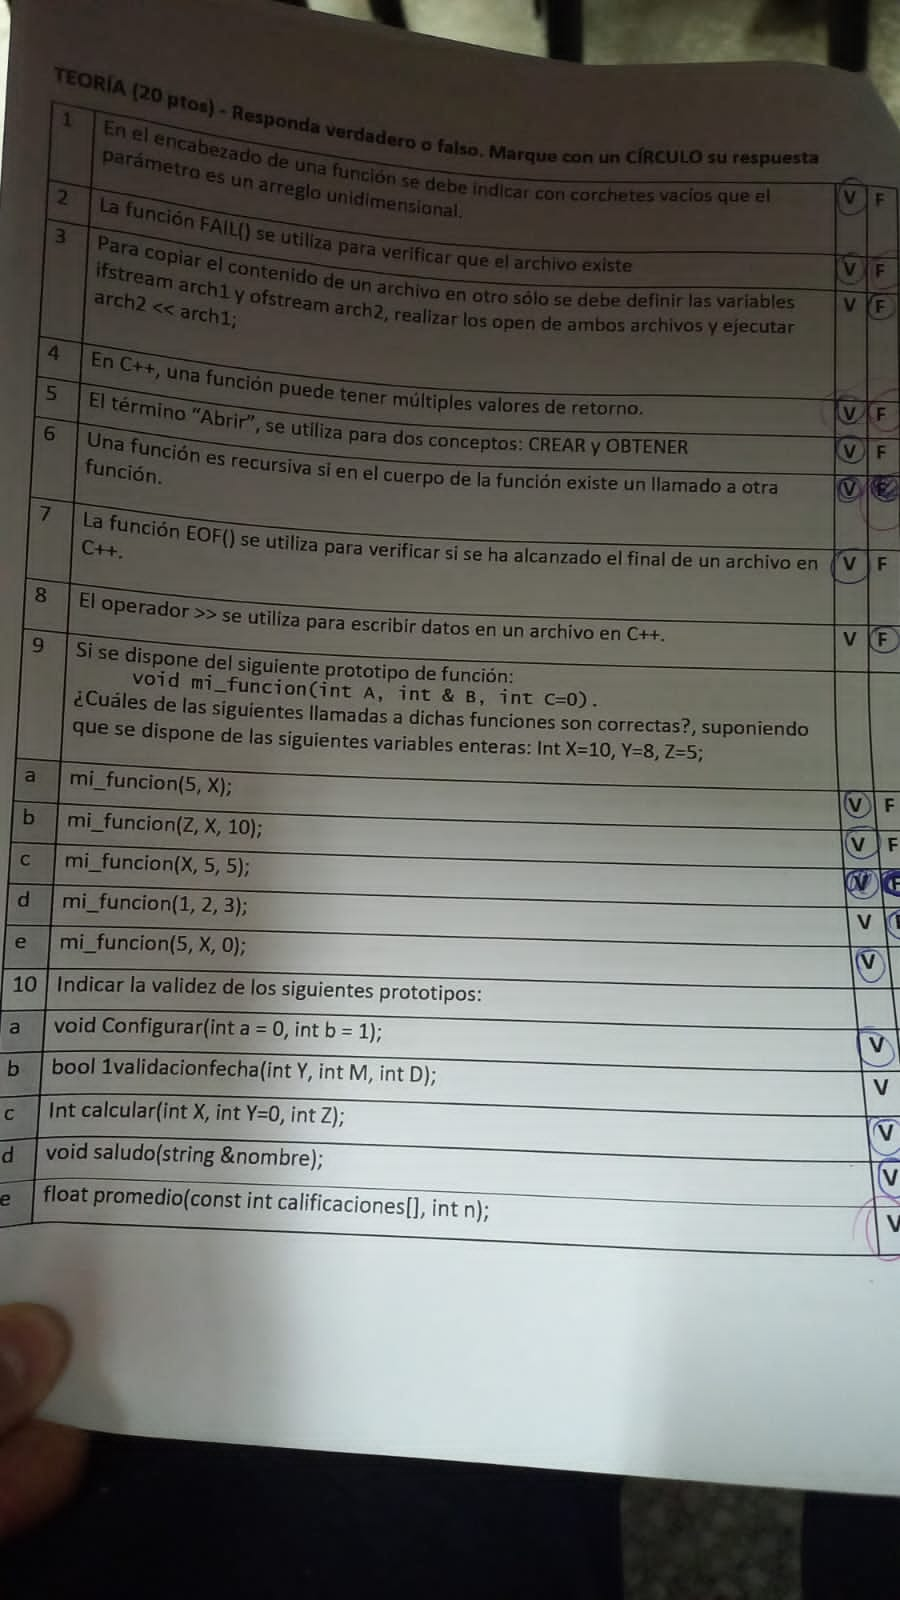 TEORÍA (20 ptos) - Responda verdadero o falso. Marque con un CÍRCULO su respuesta
1 En el encabezado de una función se debe indicar con corchetes vacíos que el V F
parámetro es un arreglo unidimensional.
2 La función FAIL() se utiliza para verificar que el archivo existe V F
3 Para copiar el contenido de un archivo en otro sólo se debe definir las variables V F
ifstream arch1 y ofstream arch2, realizar los open de ambos archivos y ejecutar
arch2 << arch1;
4 En C++, una función puede tener múltiples valores de retorno. V F
5 El término “Abrir”, se utiliza para dos conceptos: CREAR y OBTENER V F
6 Una función es recursiva si en el cuerpo de la función existe un llamado a otra V F
función.
7 La función EOF() se utiliza para verificar si se ha alcanzado el final de un archivo en V F
C++.
8 El operador >> se utiliza para escribir datos en un archivo en C++. V F
9 Si se dispone del siguiente prototipo de función:
void mi_funcion(int A, int & B, int C=0).
¿Cuáles de las siguientes llamadas a dichas funciones son correctas?, suponiendo
que se dispone de las siguientes variables enteras: Int X=10, Y=8, Z=5;
a mi_funcion(5, X); V F
b mi_funcion(Z, X, 10); V F
c mi_funcion(X, 5, 5); V F
d mi_funcion(1, 2, 3); V
e mi_funcion(5, X, 0); V
10 Indicar la validez de los siguientes prototipos:
a void Configurar(int a = 0, int b = 1); V
b bool 1validacionfecha(int Y, int M, int D); V
c Int calcular(int X, int Y=0, int Z); V
d void saludo(string &nombre); V
e float promedio(const int calificaciones[], int n); V